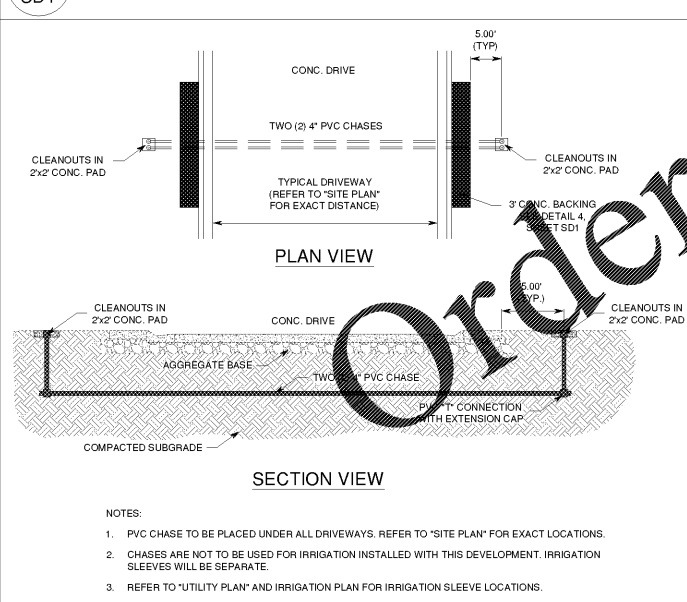 SD1
5.00'
(TYP)
CONC. DRIVE
TWO (2) 4" PVC CHASES
CLEANOUTS IN
2'x2' CONC. PAD
CLEANOUTS IN
2'x2' CONC. PAD
TYPICAL DRIVEWAY
(REFER TO "SITE PLAN"
FOR EXACT DISTANCE)
3' CONC. BACKING
DETAIL 4,
SHEET SD1
PLAN VIEW
Order
5.00'
(TYP.)
CLEANOUTS IN
2'x2' CONC. PAD
CONC. DRIVE
CLEANOUTS IN
2'x2' CONC. PAD
AGGREGATE BASE
TWO 4" PVC CHASE
PVC "T" CONNECTION
WITH EXTENSION CAP
COMPACTED SUBGRADE
SECTION VIEW
NOTES:
1. PVC CHASE TO BE PLACED UNDER ALL DRIVEWAYS. REFER TO "SITE PLAN" FOR EXACT LOCATIONS.
2. CHASES ARE NOT TO BE USED FOR IRRIGATION INSTALLED WITH THIS DEVELOPMENT. IRRIGATION
SLEEVES WILL BE SEPARATE.
3. REFER TO "UTILITY PLAN" AND IRRIGATION PLAN FOR IRRIGATION SLEEVE LOCATIONS.